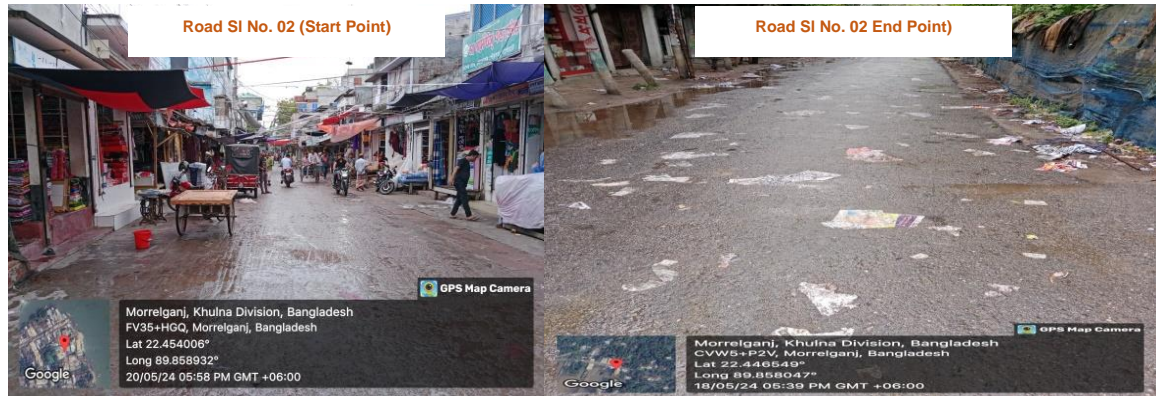 Road Sl No. 02 (Start Point)
GPS Map Camera
Morrelganj, Khulna Division, Bangladesh
FV35+HGQ, Morrelganj, Bangladesh
Lat 22.454006°
Long 89.858932°
20/05/24 05:58 PM GMT +06:00
Google
Road Sl No. 02 End Point)
GPS Map Camera
Morrelganj, Khulna Division, Bangladesh
CVW5+P2V, Morrelganj, Bangladesh
Lat 22.446549°
Long 89.858047°
18/05/24 05:39 PM GMT +06:00
Google